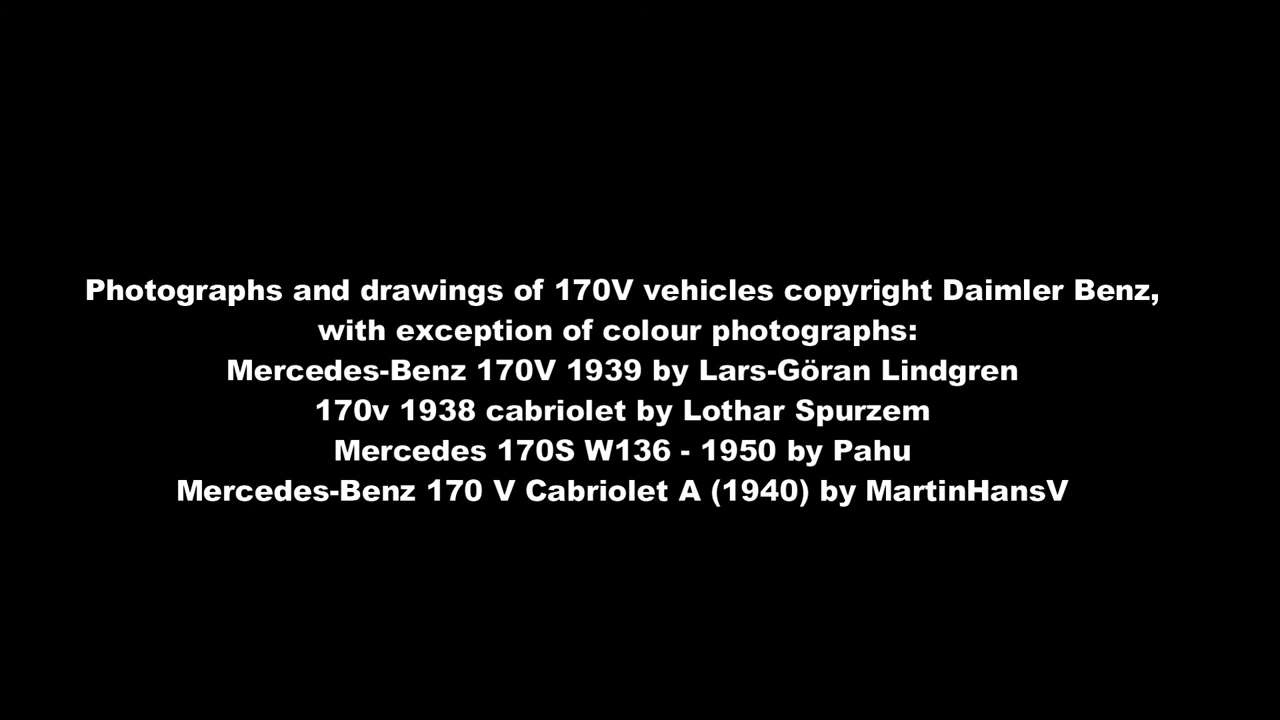 Photographs and drawings of 170V vehicles copyright Daimler Benz,
with exception of colour photographs:
Mercedes-Benz 170V 1939 by Lars-Göran Lindgren
170v 1938 cabriolet by Lothar Spurzem
Mercedes 170S W136 - 1950 by Pahu
Mercedes-Benz 170 V Cabriolet A (1940) by MartinHansV